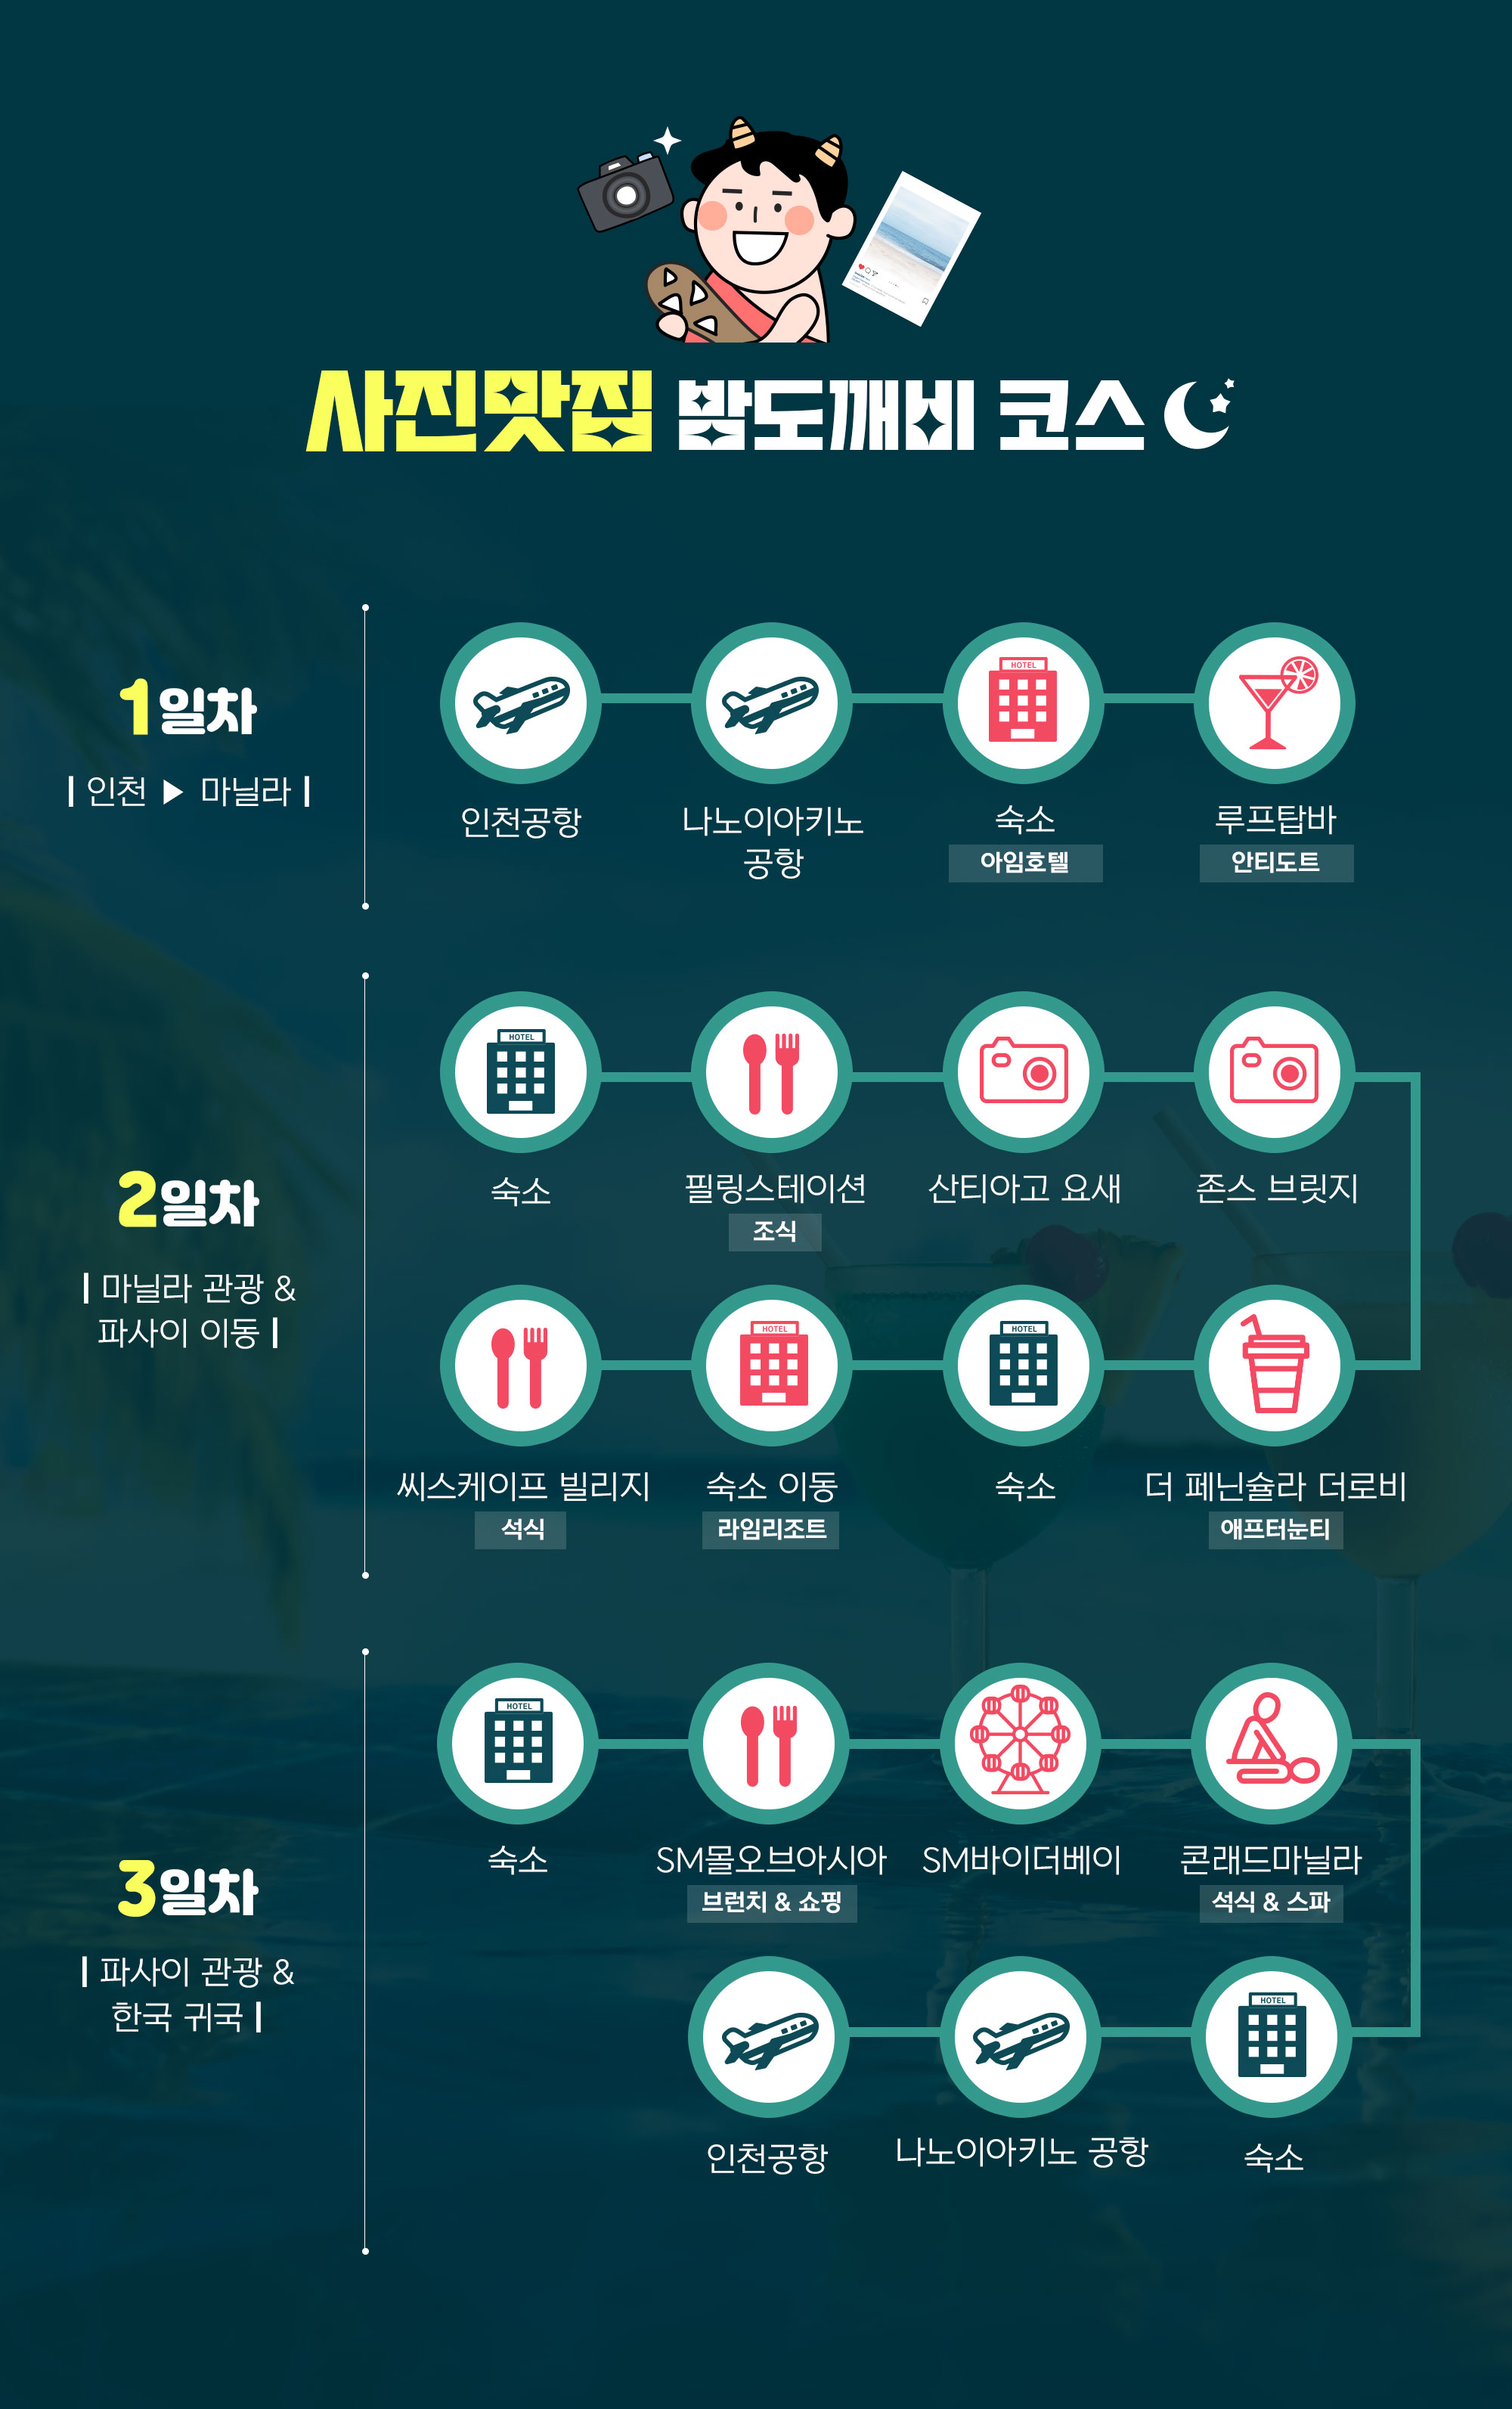 사진맛집 밤도깨비 코스
1일차
| 인천 ▶ 마닐라 |
HOTEL
인천공항
나노이아키노
공항
숙소
아임호텔
루프탑바
안티도트
2일차
| 마닐라 관광 &
파사이 이동 |
HOTEL
숙소
필링스테이션
조식
산티아고 요새
존스 브릿지
HOTEL
HOTEL
씨스케이프 빌리지
석식
숙소 이동
라임리조트
숙소
더 페닌슐라 더로비
애프터눈티
3일차
| 파사이 관광 &
한국 귀국 |
HOTEL
숙소
SM몰오브아시아
브런치 & 쇼핑
SM바이더베이
콘래드마닐라
석식 & 스파
HOTEL
인천공항
나노이아키노 공항
숙소